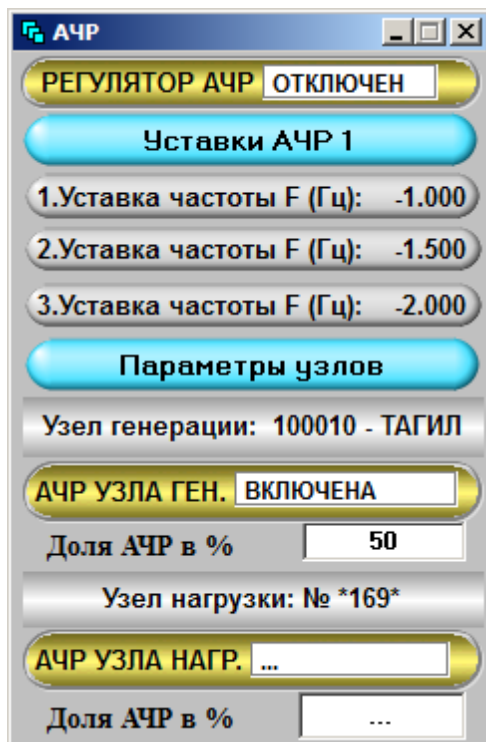 АЧР
РЕГУЛЯТОР АЧР ОТКЛЮЧЕН
Уставки АЧР 1
1.Уставка частоты F (Гц): -1.000
2.Уставка частоты F (Гц): -1.500
3.Уставка частоты F (Гц): -2.000
Параметры узлов
Узел генерации: 100010 - ТАГИЛ
АЧР УЗЛА ГЕН. ВКЛЮЧЕНА
Доля АЧР в % 50
Узел нагрузки: № *169*
АЧР УЗЛА НАГР. ...
Доля АЧР в % ...